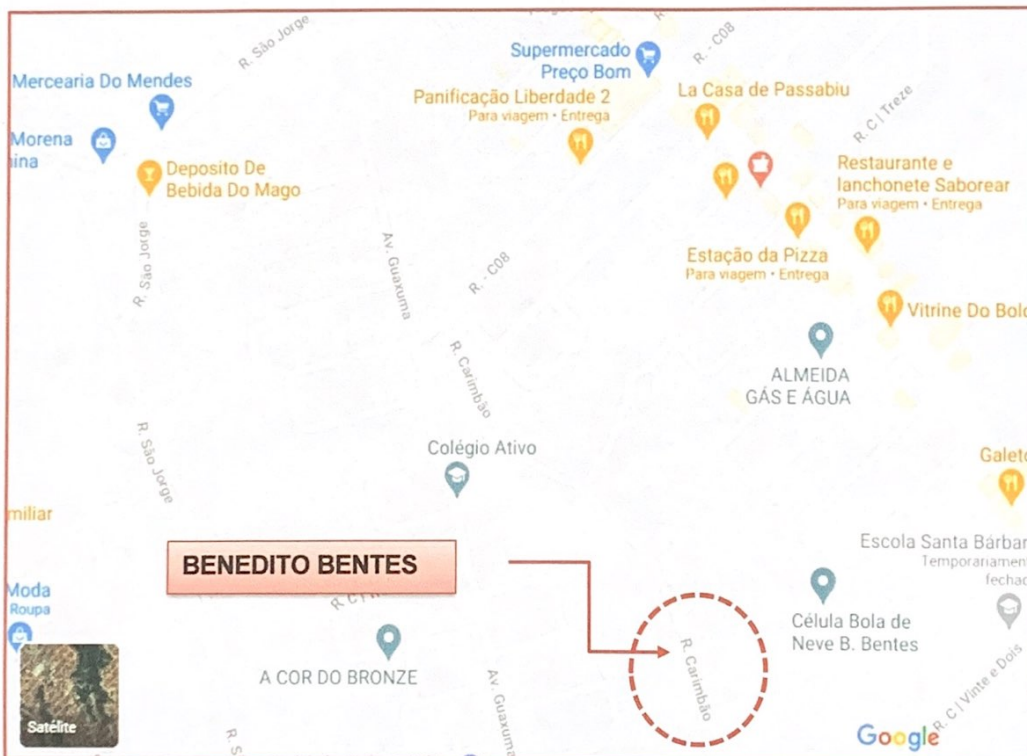 R. São Jorge
Supermercado
Preço Bom
R. - C08
Mercearia Do Mendes
Panificação Liberdade 2
Para viagem • Entrega
La Casa de Passabiu
R. C | Treze
Morena
Deposito De
Bebida Do Mago
Restaurante e
lanchonete Saborear
Para viagem • Entrega
R. São Jorge
Av. Guaxuma
R. - C08
Estação da Pizza
Para viagem • Entrega
Vitrine Do Bolo
ALMEIDA
GÁS E ÁGUA
R. Carimbão
R. São Jorge
Colégio Ativo
Galeto
miliar
BENEDITO BENTES
Escola Santa Bárbar
Temporariament
fechad
Moda
Roupa
Célula Bola de
Neve B. Bentes
A COR DO BRONZE
R. Carimbão
Av. Guaxuma
R. C | Vinte e Dois
Satélite
Google